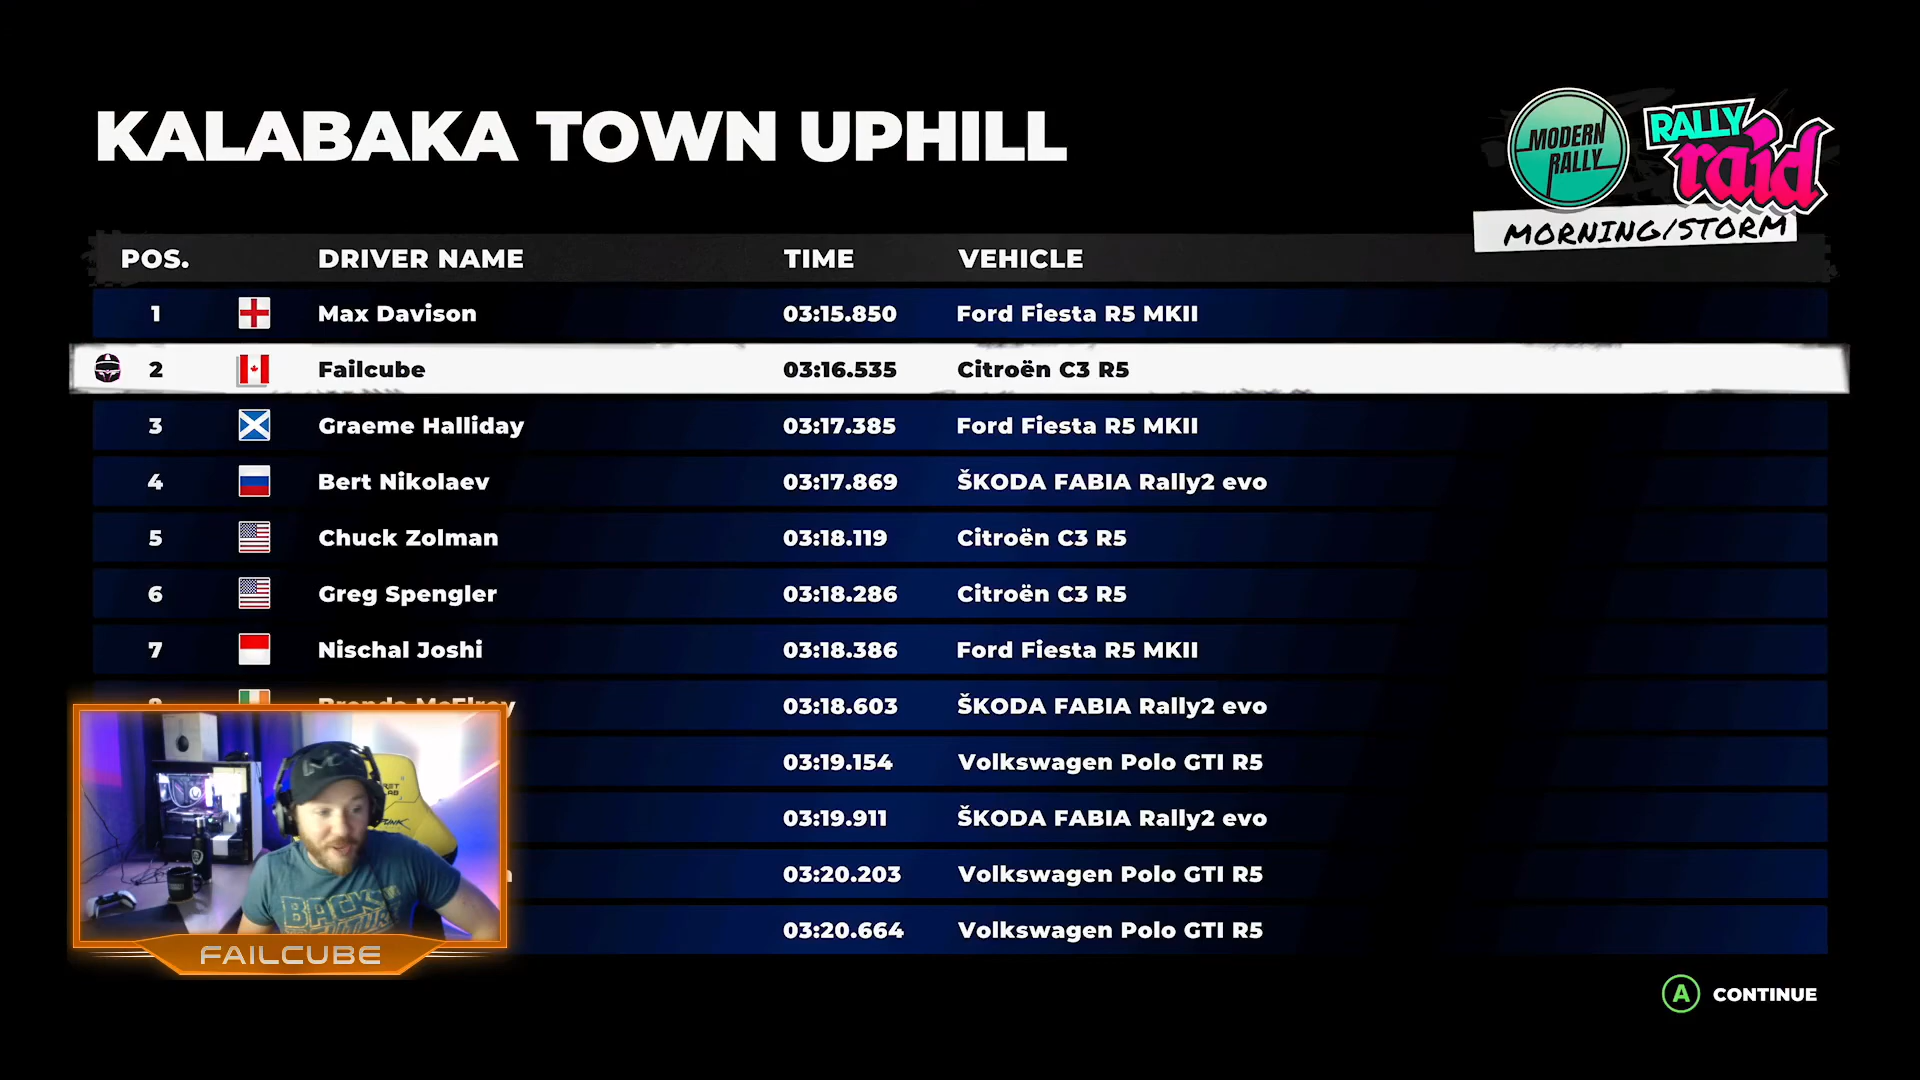 KALABAKA TOWN UPHILL
MODERN
RALLY
RALLY
raid
MORNING/STORM
POS. DRIVER NAME TIME VEHICLE
1 Max Davison 03:15.850 Ford Fiesta R5 MKII
2 Failcube 03:16.535 Citroën C3 R5
3 Graeme Halliday 03:17.385 Ford Fiesta R5 MKII
4 Bert Nikolaev 03:17.869 ŠKODA FABIA Rally2 evo
5 Chuck Zolman 03:18.119 Citroën C3 R5
6 Greg Spengler 03:18.286 Citroën C3 R5
7 Nischal Joshi 03:18.386 Ford Fiesta R5 MKII
03:18.603 ŠKODA FABIA Rally2 evo
03:19.154 Volkswagen Polo GTI R5
03:19.911 ŠKODA FABIA Rally2 evo
03:20.203 Volkswagen Polo GTI R5
03:20.664 Volkswagen Polo GTI R5
BACK
FAILCUBE
A CONTINUE